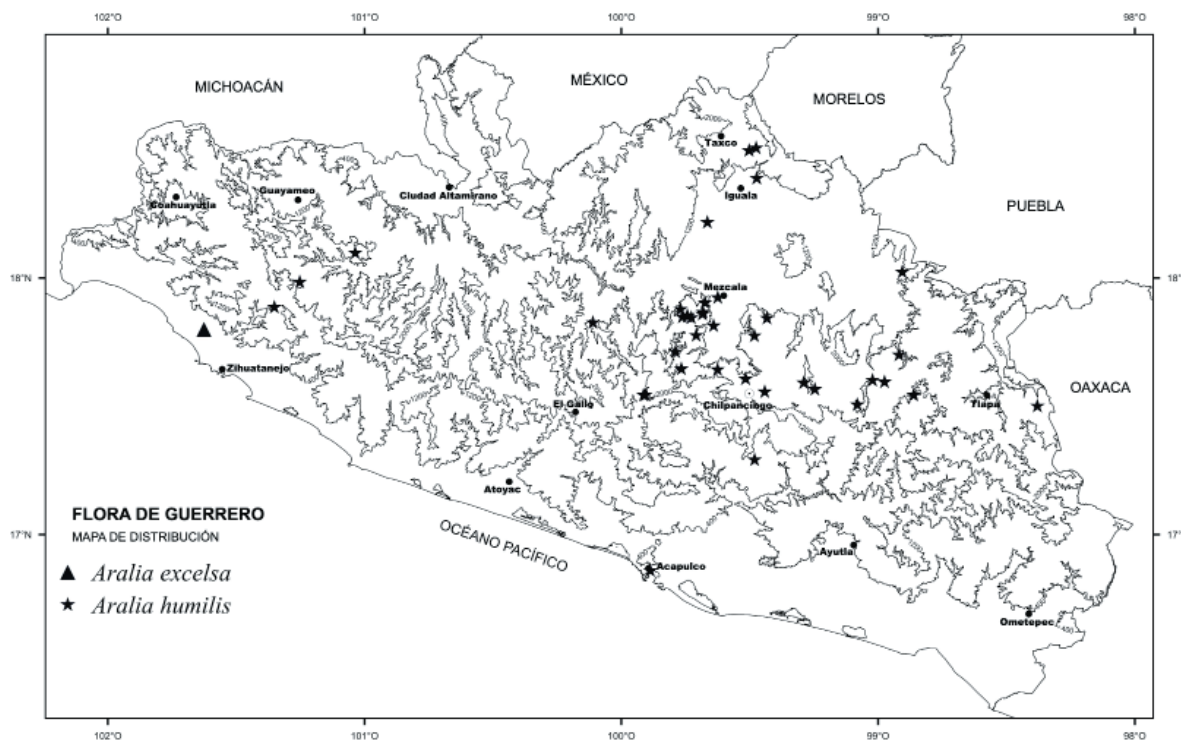 102°O 101°O 100°O 99°O 98°O
MICHOACÁN
MÉXICO
MORELOS
Taxco
Coahuayutla
Guayameo
Ciudad Altamirano
Iguala
PUEBLA
18°N
18°
Mezcala
Zihuatanejo
OAXACA
El Gallo
Chilpancingo
Tlapa
Atoyac
FLORA DE GUERRERO
MAPA DE DISTRIBUCIÓN
OCÉANO PACÍFICO
17°N
17°
Ayutla
Aralia excelsa
Acapulco
Aralia humilis
Ometepec
102°O 101°O 100°O 99°O 98°O